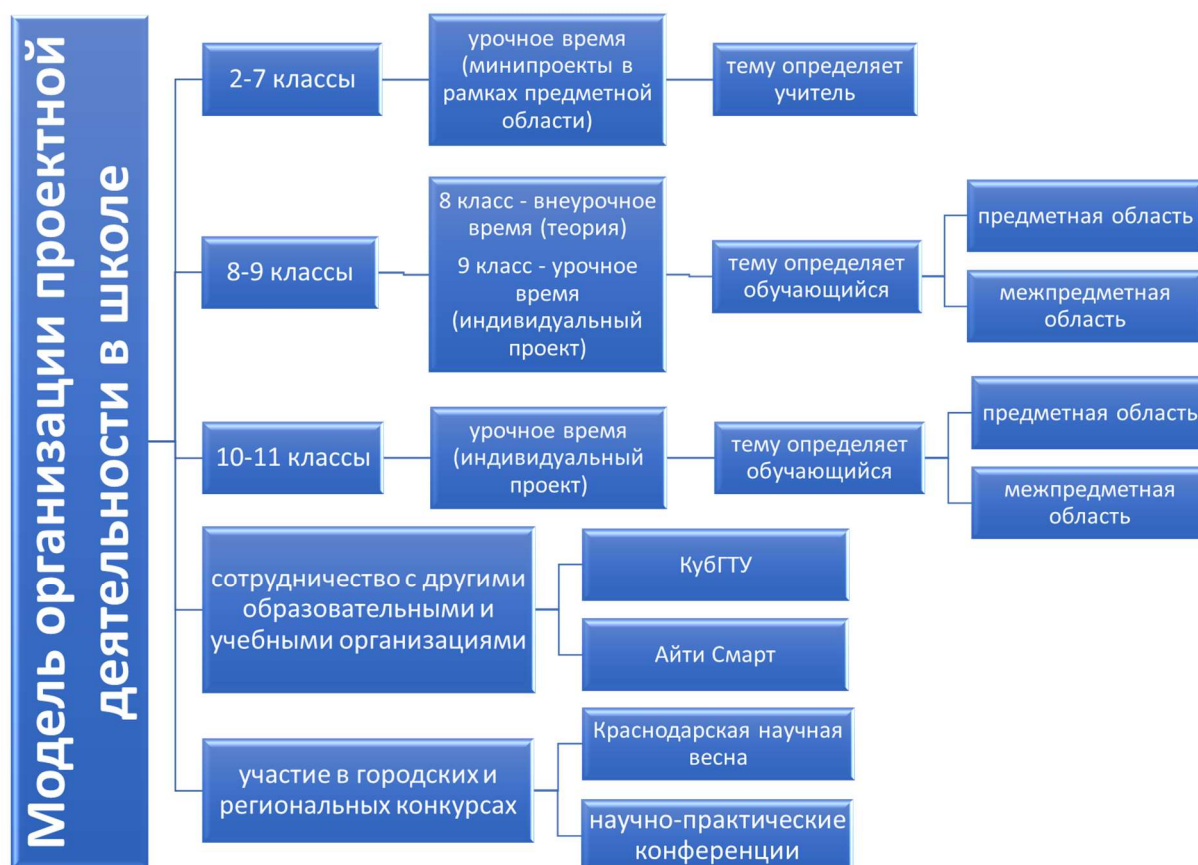 Модель организации проектной
деятельности в школе
2-7 классы
урочное время
(минипроекты в
рамках предметной
области)
тему определяет
учитель
8-9 классы
8 класс - внеурочное
время (теория)
9 класс - урочное
время
(индивидуальный
проект)
тему определяет
обучающийся
предметная область
межпредметная
область
10-11 классы
урочное время
(индивидуальный
проект)
тему определяет
обучающийся
предметная область
межпредметная
область
сотрудничество с другими
образовательными и
учебными организациями
КубГТУ
Айти Смарт
участие в городских и
региональных конкурсах
Краснодарская научная
весна
научно-практические
конференции